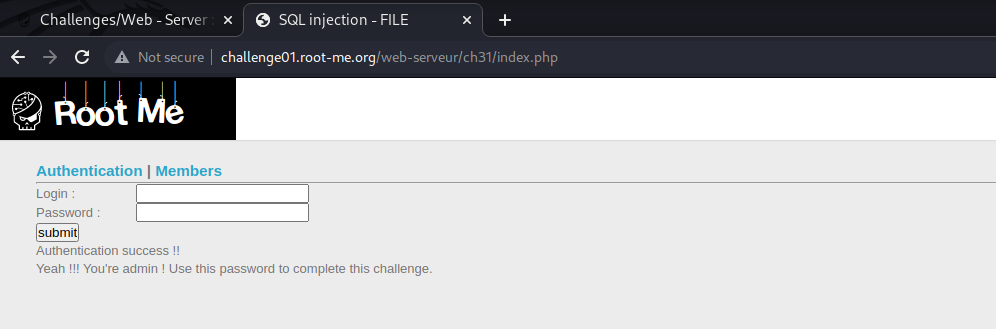 Challenges/Web - Server : × SQL injection - FILE × +
Not secure | challenge01.root-me.org/web-serveur/ch31/index.php
Root Me
Authentication | Members
Login :
Password :
submit
Authentication success !!
Yeah !!! You're admin ! Use this password to complete this challenge.